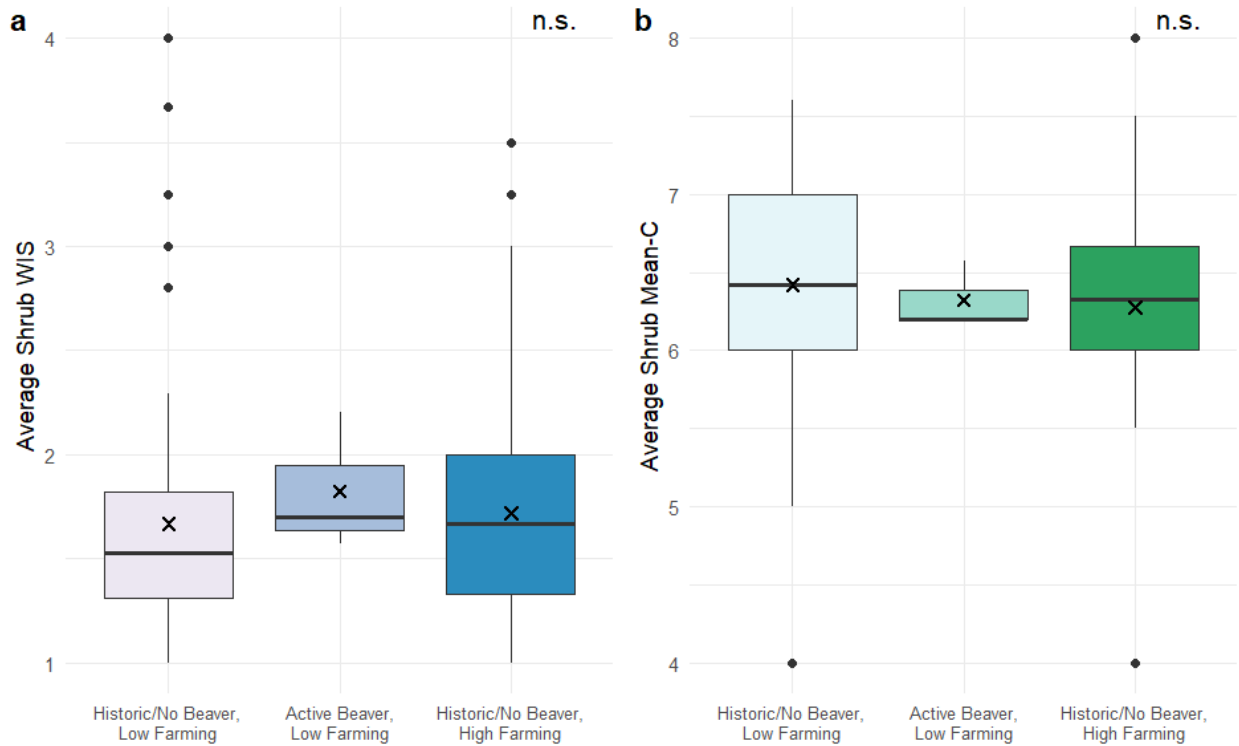 a
n.s.
Average Shrub WIS
4
3
2
1
Historic/No Beaver,
Low Farming
Active Beaver,
Low Farming
Historic/No Beaver,
High Farming
b
n.s.
Average Shrub Mean-C
8
7
6
5
4
Historic/No Beaver,
Low Farming
Active Beaver,
Low Farming
Historic/No Beaver,
High Farming